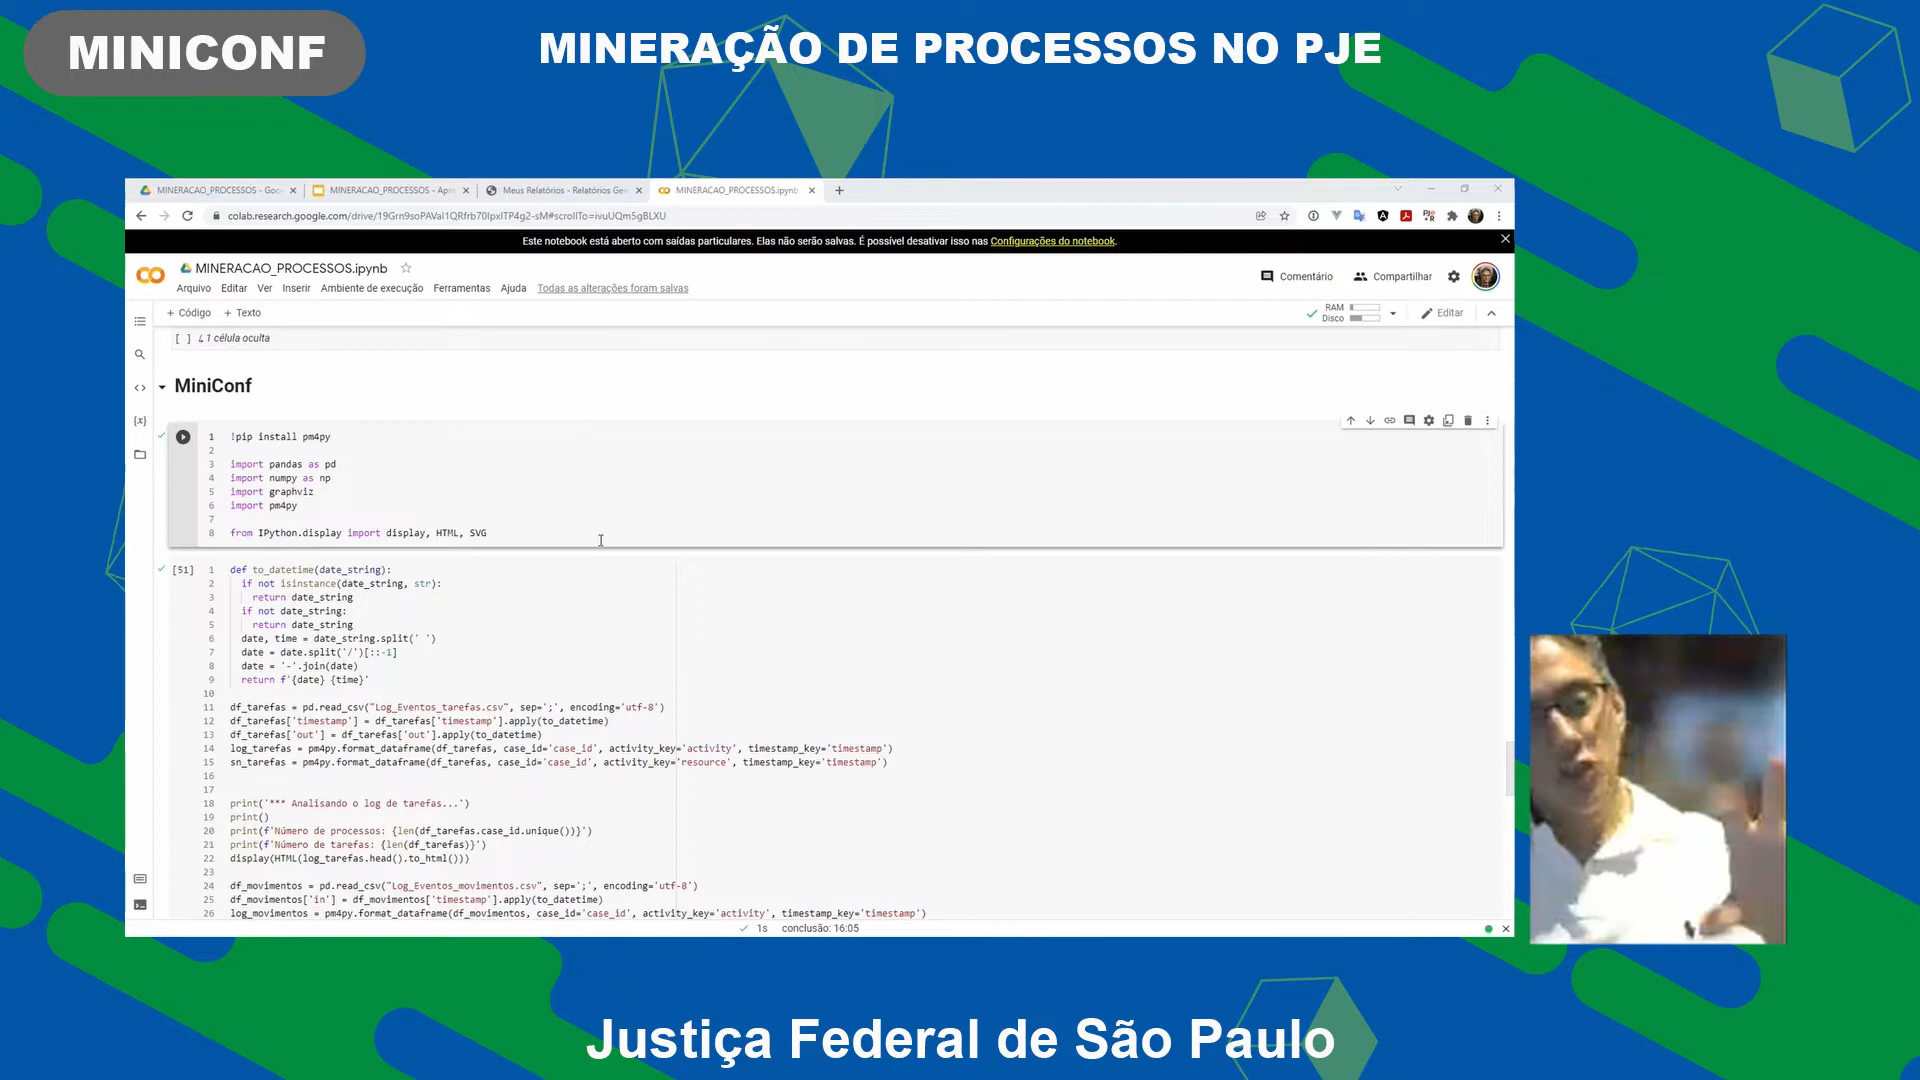 MINICONF
MINERAÇÃO DE PROCESSOS NO PJE
MINERACAO_PROCESSOS - Goo
MINERACAO_PROCESSOS - Apre
Meus Relatórios - Relatórios Ger
MINERACAO_PROCESSOS.ipynb
Este notebook está aberto com saídas particulares. Elas não serão salvas. É possível desativar isso nas Configurações do notebook.
MINERACAO_PROCESSOS.ipynb
Comentário
Compartilhar
Arquivo Editar Ver Inserir Ambiente de execução Ferramentas Ajuda Todas as alterações foram salvas
+ Código + Texto
RAM
Disco
Editar
[ ] 1 célula oculta
MiniConf
1 !pip install pm4py
2
3 import pandas as pd
4 import numpy as np
5 import graphviz
6 import pm4py
7
8 from IPython.display import display, HTML, SVG
[51] 1 def to_datetime(date_string):
2 if not isinstance(date_string, str):
3 return date_string
4 if not date_string:
5 return date_string
6 date, time = date_string.split(' ')
7 date = date.split('/')[::-1]
8 date = '-'.join(date)
9 return f'{date} {time}'
10
11 df_tarefas = pd.read_csv("Log_Eventos_tarefas.csv", sep=';', encoding='utf-8')
12 df_tarefas['timestamp'] = df_tarefas['timestamp'].apply(to_datetime)
13 df_tarefas['out'] = df_tarefas['out'].apply(to_datetime)
14 log_tarefas = pm4py.format_dataframe(df_tarefas, case_id='case_id', activity_key='activity', timestamp_key='timestamp')
15 sn_tarefas = pm4py.format_dataframe(df_tarefas, case_id='case_id', activity_key='resource', timestamp_key='timestamp')
16
17
18 print('*** Analisando o log de tarefas...')
19 print()
20 print(f'Número de processos: {len(df_tarefas.case_id.unique())}')
21 print(f'Número de tarefas: {len(df_tarefas)}')
22 display(HTML(log_tarefas.head().to_html()))
23
24 df_movimentos = pd.read_csv("Log_Eventos_movimentos.csv", sep=';', encoding='utf-8')
25 df_movimentos['in'] = df_movimentos['timestamp'].apply(to_datetime)
26 log_movimentos = pm4py.format_dataframe(df_movimentos, case_id='case_id', activity_key='activity', timestamp_key='timestamp')
1s conclusão: 16:05
Justiça Federal de São Paulo